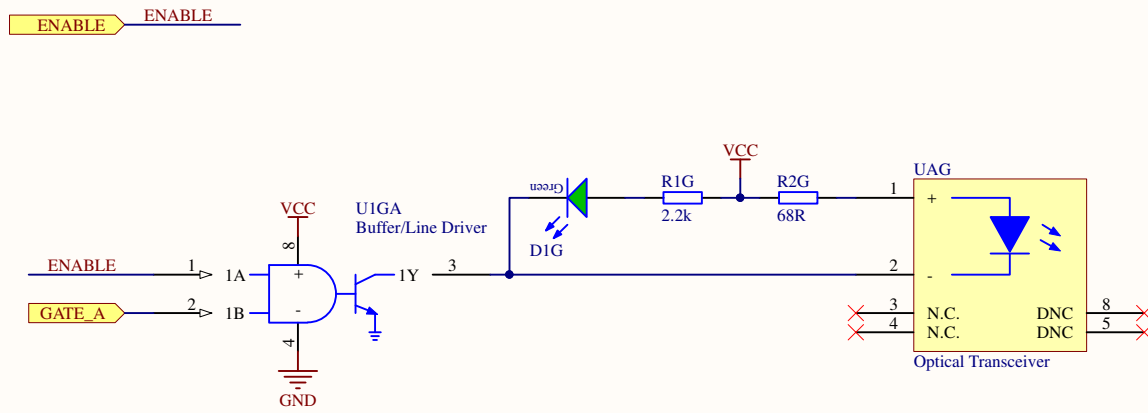 ENABLE
ENABLE
VCC
UAG
R1G
R2G
Green
2.2k
68R
D1G
1
+
VCC
U1GA
Buffer/Line Driver
8
ENABLE
1
1A
+
1Y
3
2
-
GATE_A
2
1B
-
3
N.C.
DNC
8
4
N.C.
DNC
5
4
Optical Transceiver
GND